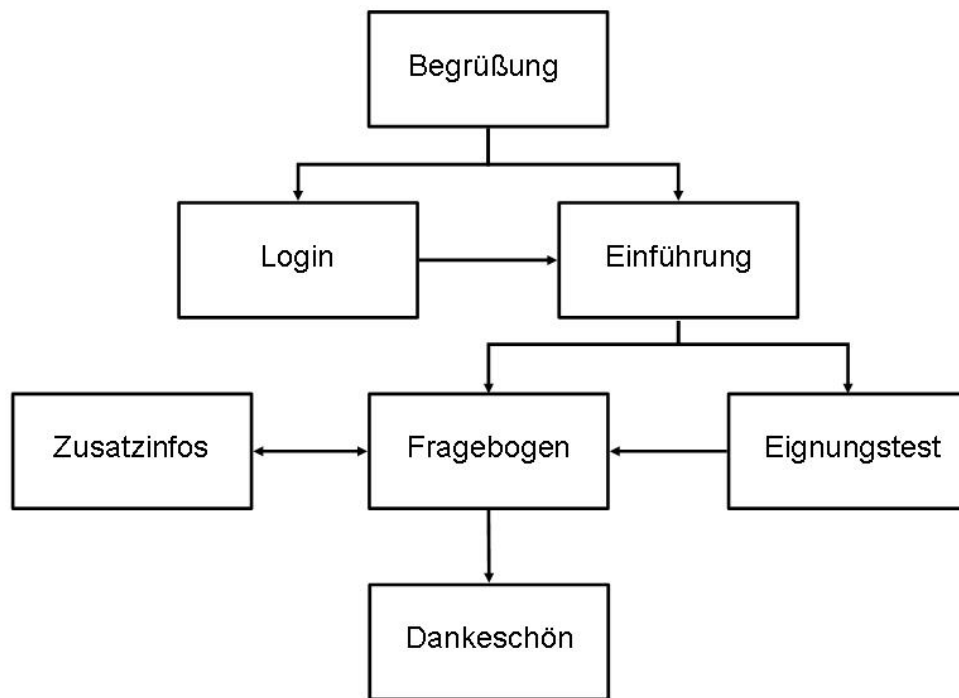 Begrüßung
Login
Einführung
Zusatzinfos
Fragebogen
Eignungstest
Dankeschön